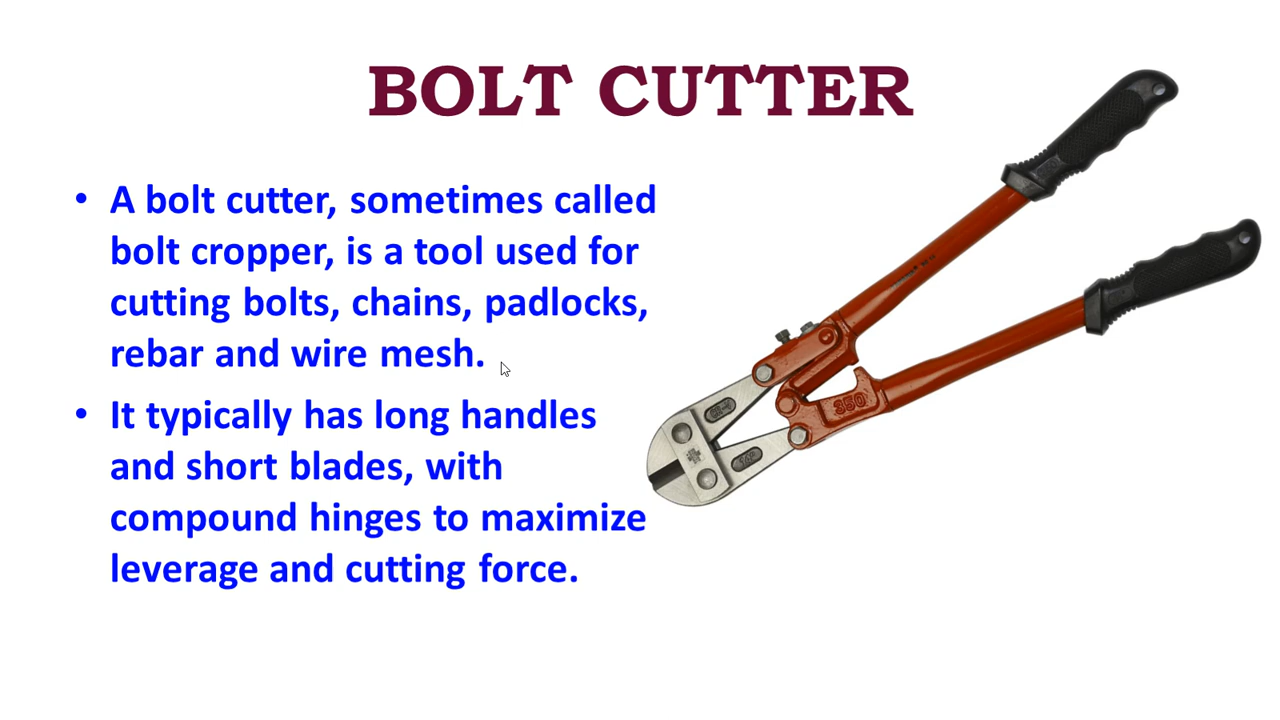 BOLT CUTTER
• A bolt cutter, sometimes called
bolt cropper, is a tool used for
cutting bolts, chains, padlocks,
rebar and wire mesh.
• It typically has long handles
and short blades, with
compound hinges to maximize
leverage and cutting force.
350